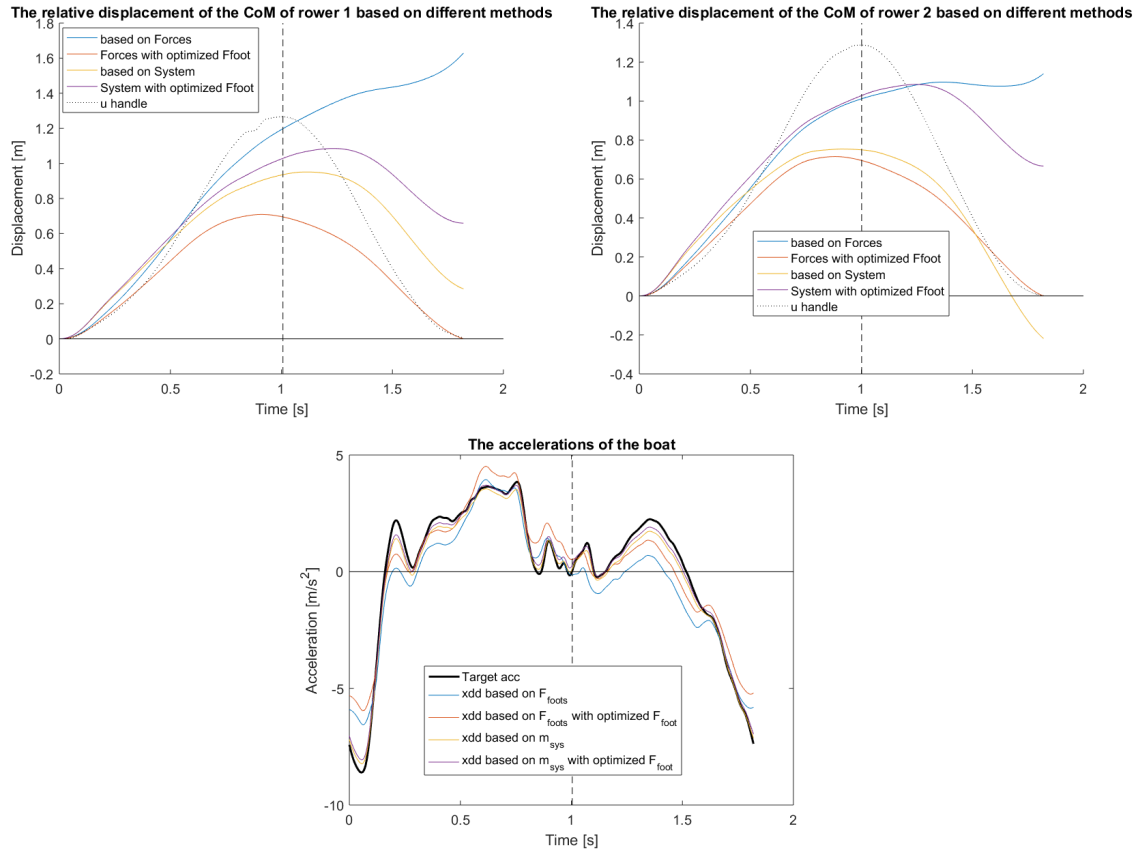 The relative displacement of the CoM of rower 1 based on different methods
1.8
1.6
1.4
1.2
1
0.8
0.6
0.4
0.2
0
-0.2
Displacement [m]
based on Forces
Forces with optimized Ffoot
based on System
System with optimized Ffoot
u handle
0
0.5
1
1.5
2
Time [s]
The relative displacement of the CoM of rower 2 based on different methods
1.4
1.2
1
0.8
0.6
0.4
0.2
0
-0.2
-0.4
Displacement [m]
based on Forces
Forces with optimized Ffoot
based on System
System with optimized Ffoot
u handle
0
0.5
1
1.5
2
Time [s]
The accelerations of the boat
5
0
-5
-10
Acceleration [m/s²]
Target acc
xdd based on F_foots
xdd based on F_foots with optimized F_foot
xdd based on m_sys
xdd based on m_sys with optimized F_foot
0
0.5
1
1.5
2
Time [s]